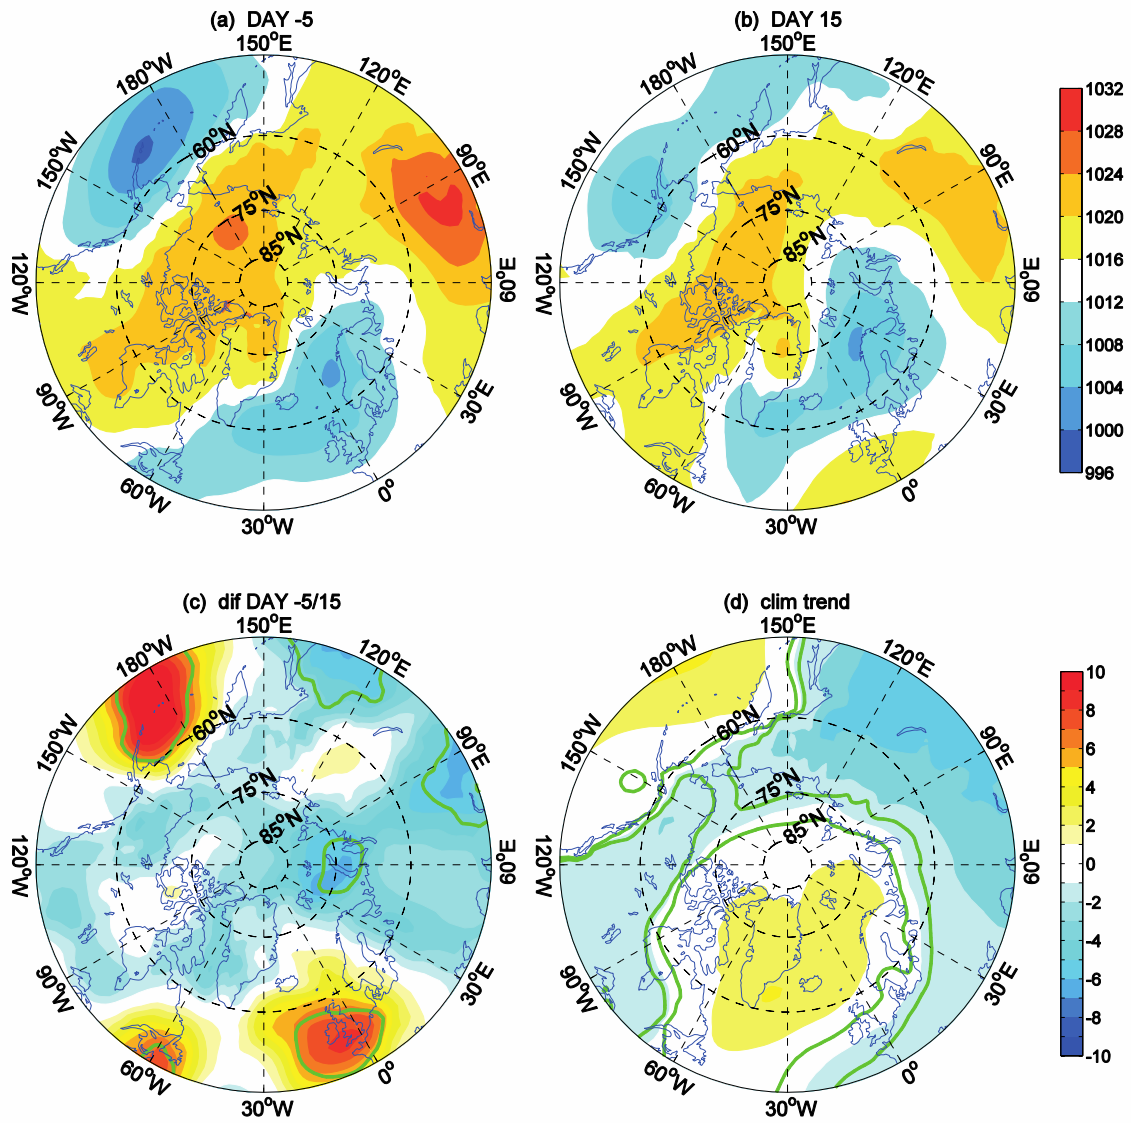 (a) DAY -5
150°E
180°W
120°E
150°W
60°N
90°E
75°N
85°N
120°W
60°E
90°W
30°E
60°W
0°
30°W
(b) DAY 15
150°E
180°W
120°E
150°W
60°N
90°E
75°N
85°N
120°W
60°E
90°W
30°E
60°W
0°
30°W
1032
1028
1024
1020
1016
1012
1008
1004
1000
996
(c) dif DAY -5/15
150°E
180°W
120°E
150°W
60°N
90°E
75°N
85°N
120°W
60°E
90°W
30°E
60°W
0°
30°W
(d) clim trend
150°E
180°W
120°E
150°W
60°N
90°E
75°N
85°N
120°W
60°E
90°W
30°E
60°W
0°
30°W
10
8
6
4
2
0
-2
-4
-6
-8
-10